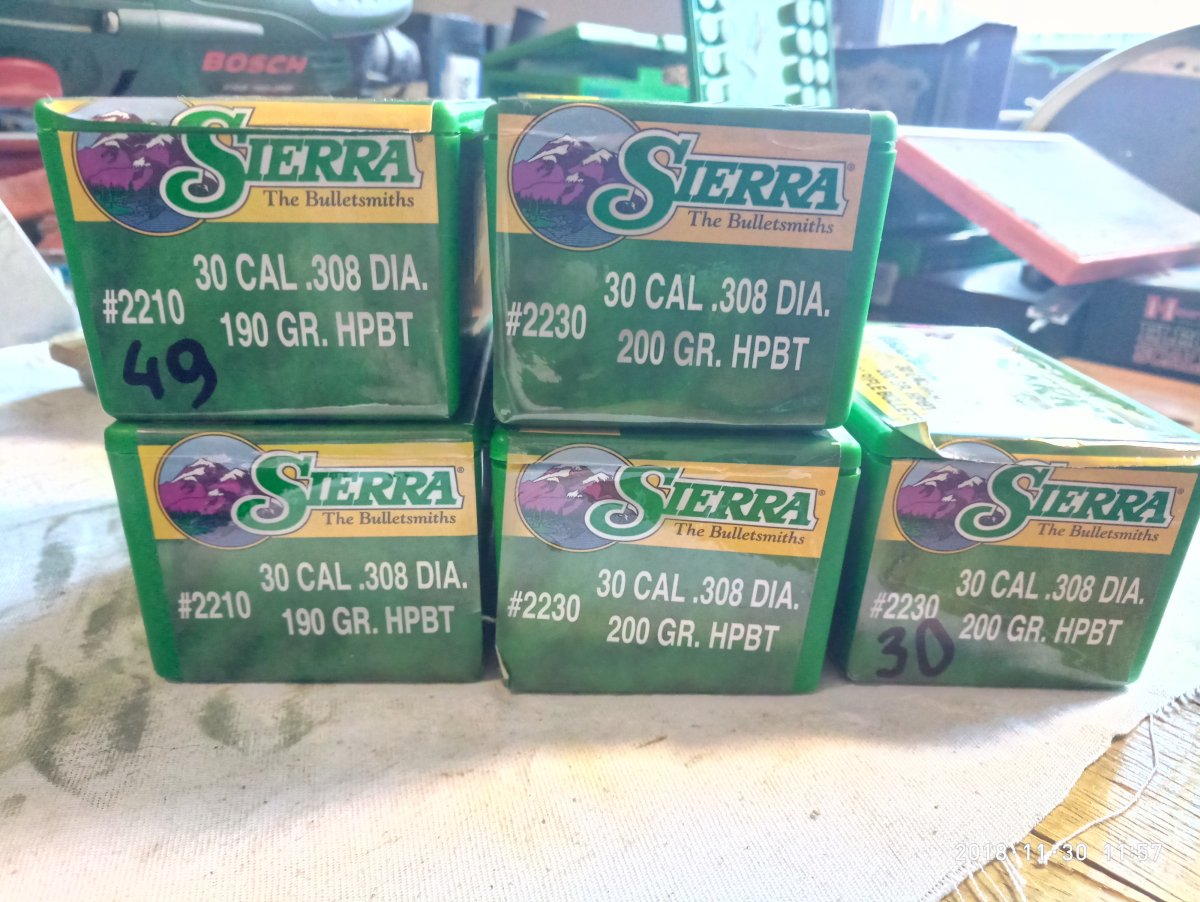 BOSCH
SIERRA
The Bulletsmiths
#2210
30 CAL .308 DIA.
190 GR. HPBT
49
SIERRA
The Bulletsmiths
#2230
30 CAL .308 DIA.
200 GR. HPBT
SIERRA
The Bulletsmiths
#2210
30 CAL .308 DIA.
190 GR. HPBT
SIERRA
The Bulletsmiths
#2230
30 CAL .308 DIA.
200 GR. HPBT
SIERRA
The Bulletsmiths
#2230
30 CAL .308 DIA.
200 GR. HPBT
30
2018 11/30 11:57